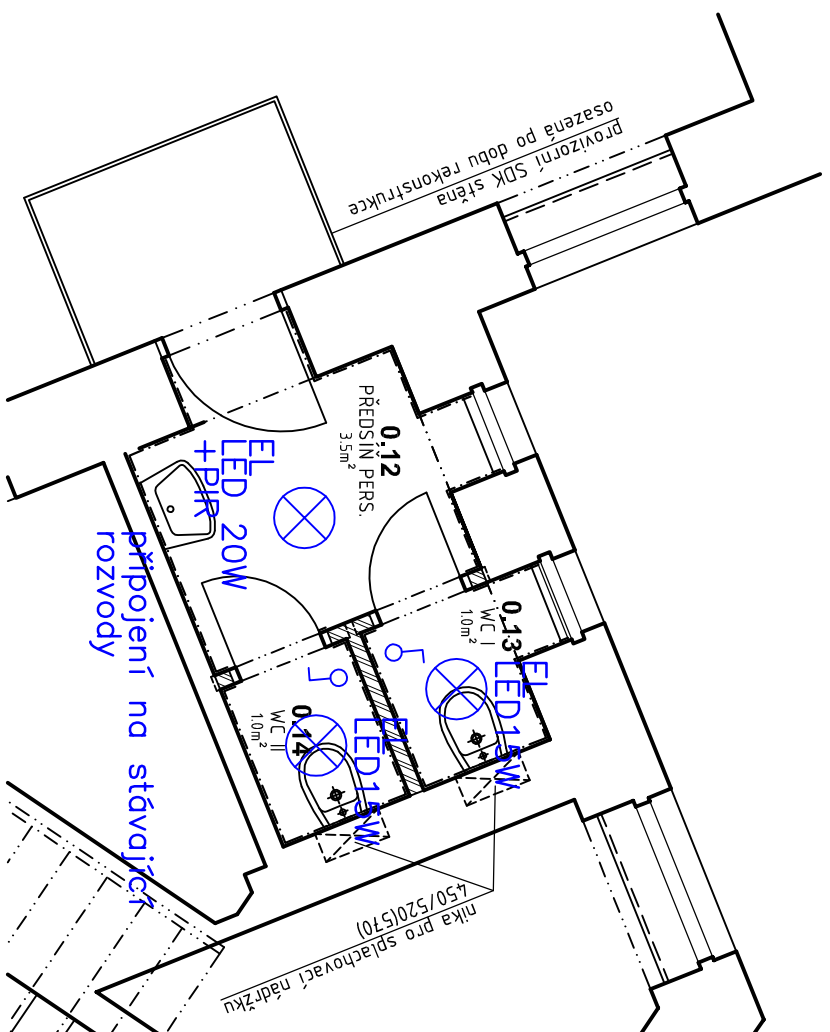 provizorní SDK stěna
osazená po dobu rekonstrukce
0.12
PŘEDSÍŇ PERS.
3.5m²
EL
LED 20W
+PIR
připojení na stávající
rozvody
0.13
WC I
1.0m²
EL
LED15W
0.14
WC II
1.0m²
EL
LED15W
nika pro splachovací nádržku
450/520(570)